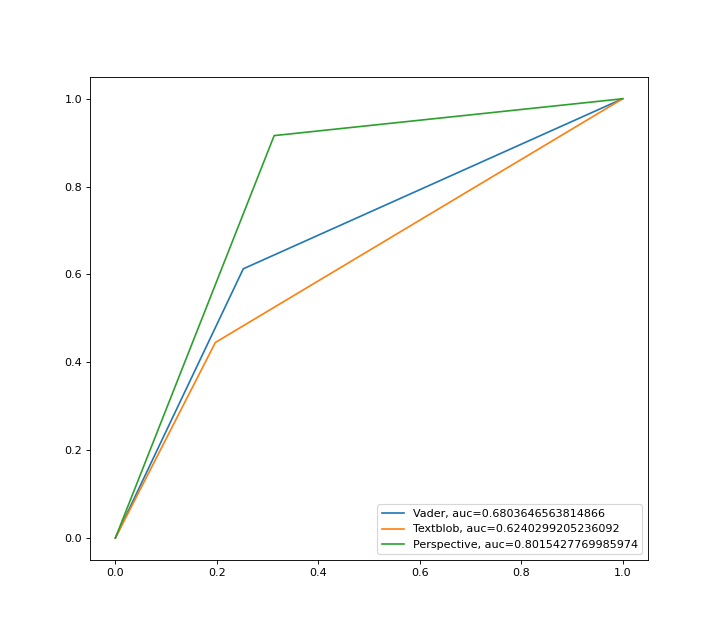 1.0
0.8
0.6
0.4
0.2
0.0
0.0 0.2 0.4 0.6 0.8 1.0
Vader, auc=0.6803646563814866
Textblob, auc=0.6240299205236092
Perspective, auc=0.8015427769985974